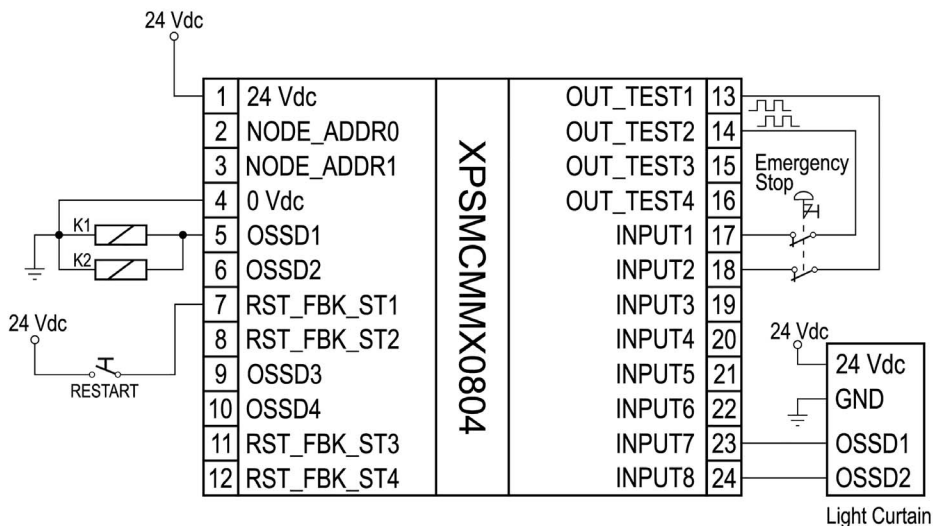 24 Vdc
1 24 Vdc
2 NODE_ADDR0
3 NODE_ADDR1
4 0 Vdc
5 OSSD1
6 OSSD2
7 RST_FBK_ST1
8 RST_FBK_ST2
9 OSSD3
10 OSSD4
11 RST_FBK_ST3
12 RST_FBK_ST4
K1
K2
24 Vdc
RESTART
XPSMCMMX0804
OUT_TEST1 13
OUT_TEST2 14
OUT_TEST3 15
OUT_TEST4 16
INPUT1 17
INPUT2 18
INPUT3 19
INPUT4 20
INPUT5 21
INPUT6 22
INPUT7 23
INPUT8 24
Emergency
Stop
24 Vdc
24 Vdc
GND
OSSD1
OSSD2
Light Curtain